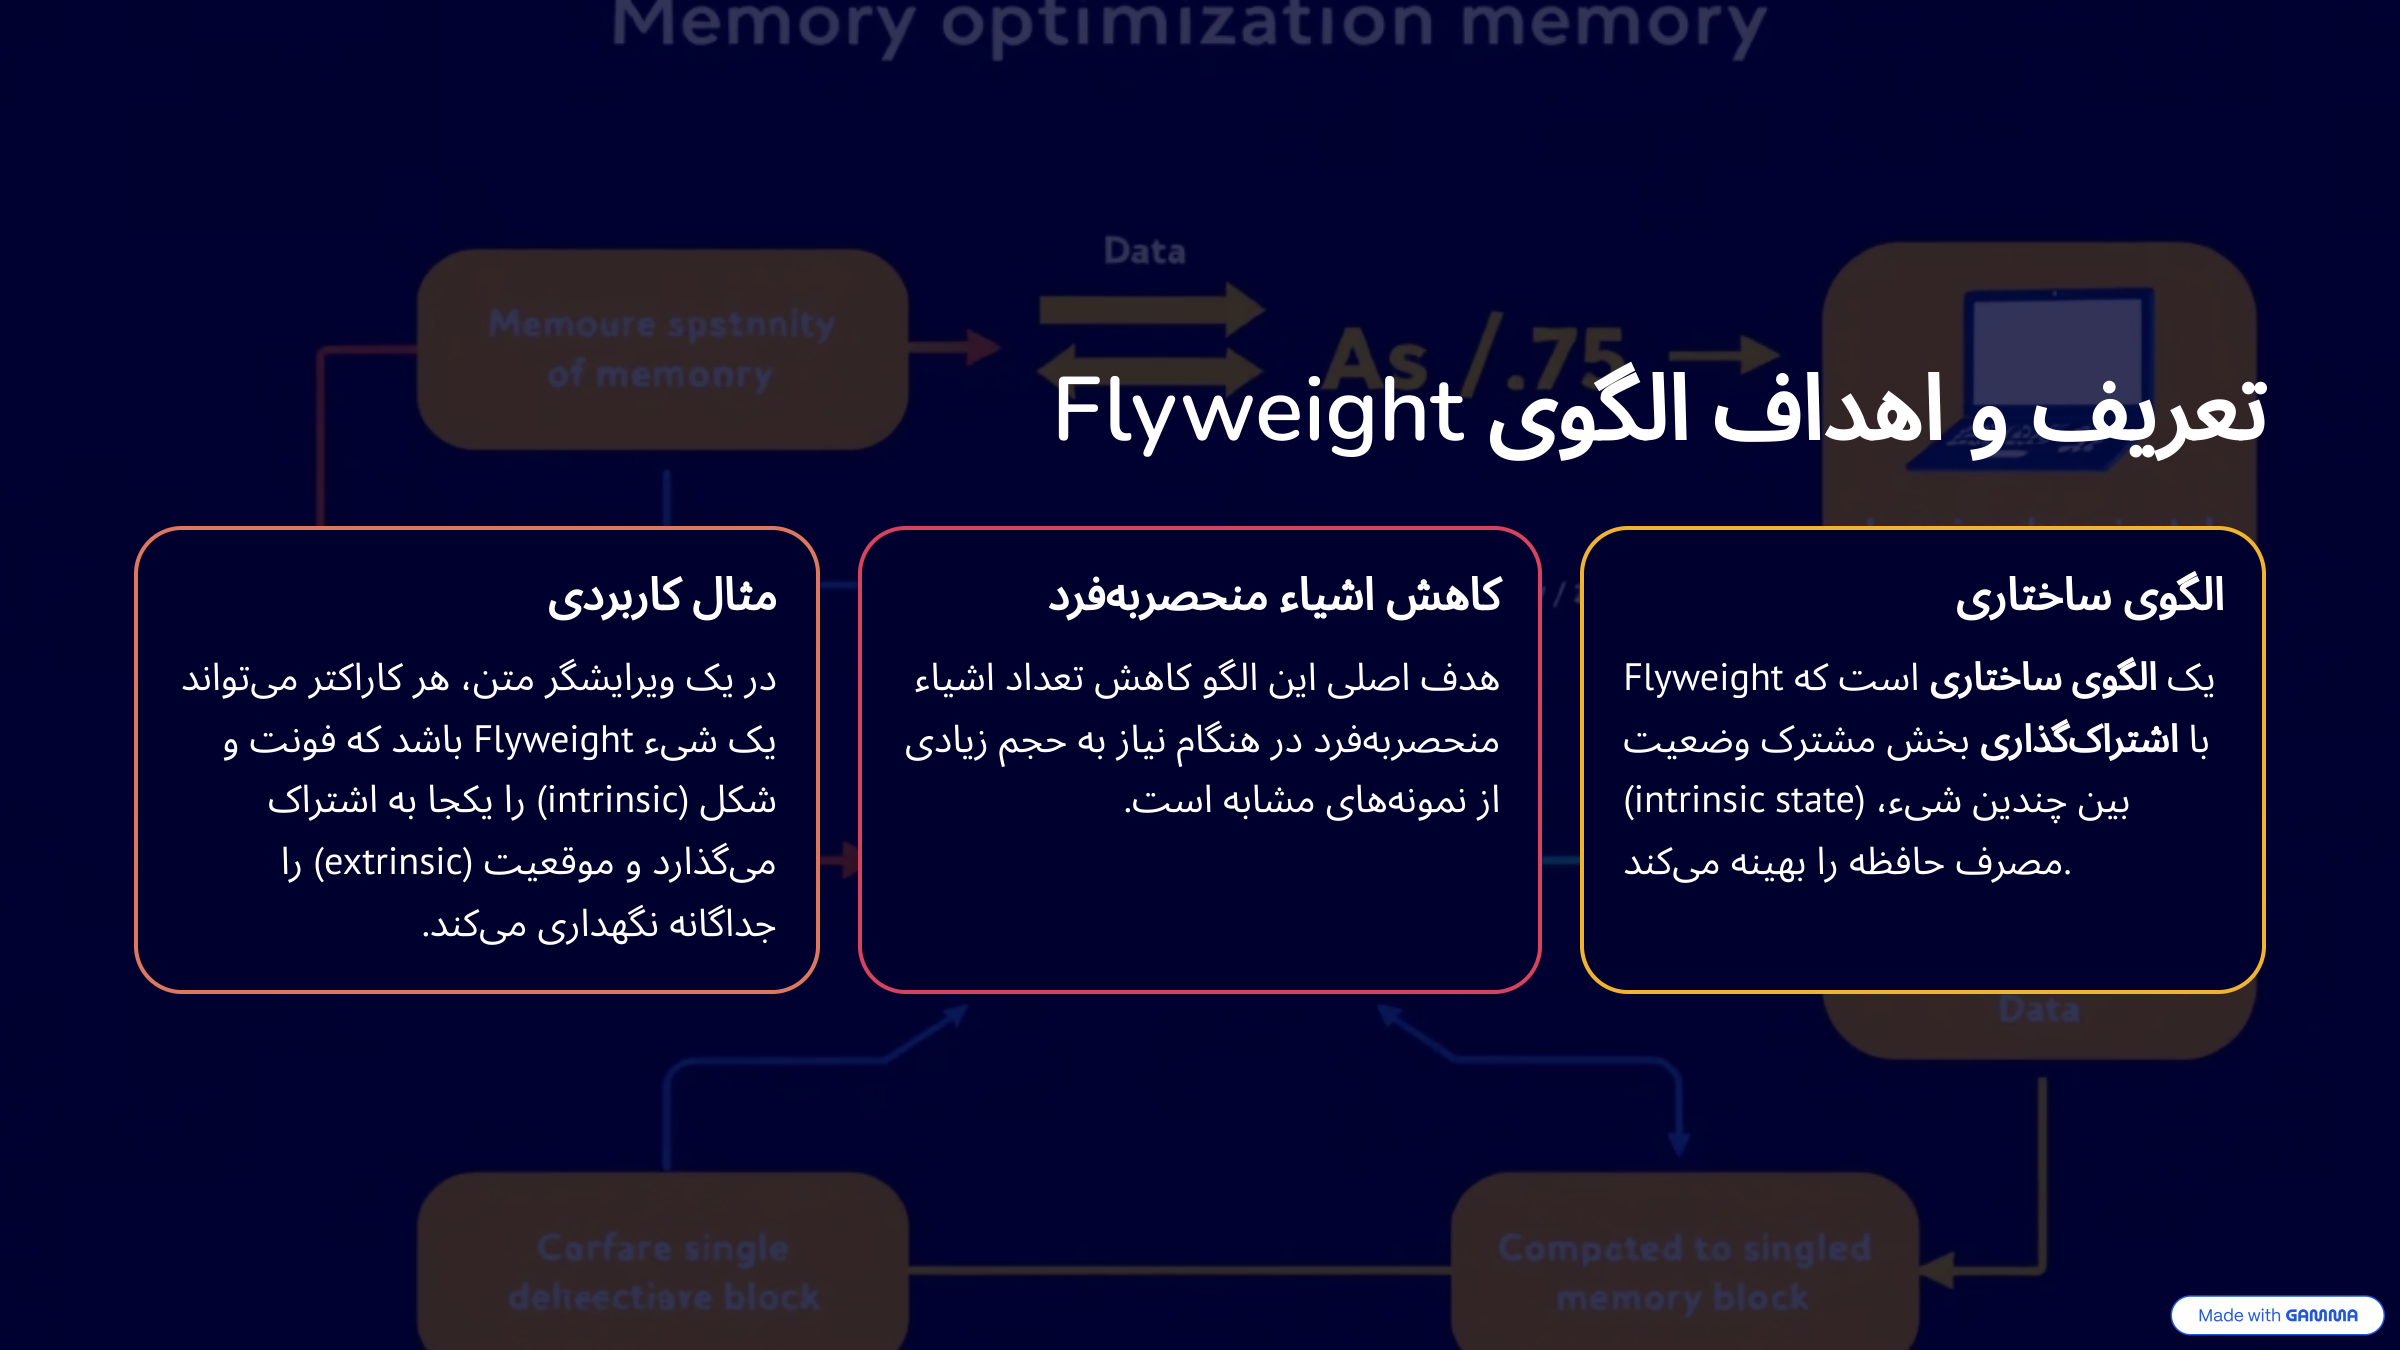 Memory optimization memory
Data
Memoure spstnnity
of memonry
As /.75
تعریف و اهداف الگوی Flyweight
الگوی ساختاری
Flyweight یک الگوی ساختاری است که
با اشتراک‌گذاری بخش مشترک وضعیت
(intrinsic state) بین چندین شیء،
مصرف حافظه را بهینه می‌کند.
کاهش اشیاء منحصربه‌فرد
هدف اصلی این الگو کاهش تعداد اشیاء
منحصربه‌فرد در هنگام نیاز به حجم زیادی
از نمونه‌های مشابه است.
مثال کاربردی
در یک ویرایشگر متن، هر کاراکتر می‌تواند
یک شیء Flyweight باشد که فونت و
شکل (intrinsic) را یکجا به اشتراک
می‌گذارد و موقعیت (extrinsic) را
جداگانه نگهداری می‌کند.
Data
Carfare single
deheectiave block
Compcted to singled
memory block
Made with GAMMA